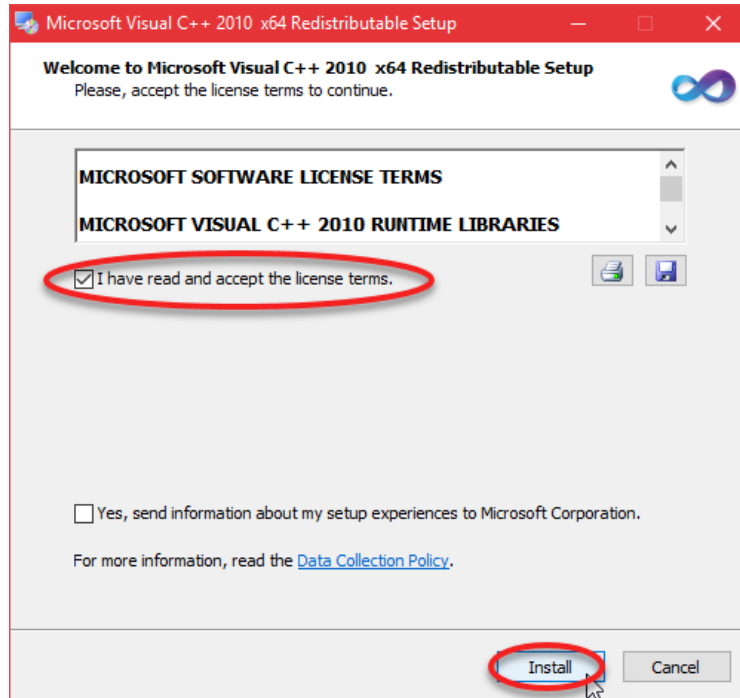 Microsoft Visual C++ 2010  x64 Redistributable Setup
Welcome to Microsoft Visual C++ 2010  x64 Redistributable Setup
Please, accept the license terms to continue.
MICROSOFT SOFTWARE LICENSE TERMS
MICROSOFT VISUAL C++ 2010 RUNTIME LIBRARIES
I have read and accept the license terms.
Yes, send information about my setup experiences to Microsoft Corporation.
For more information, read the Data Collection Policy.
Install
Cancel